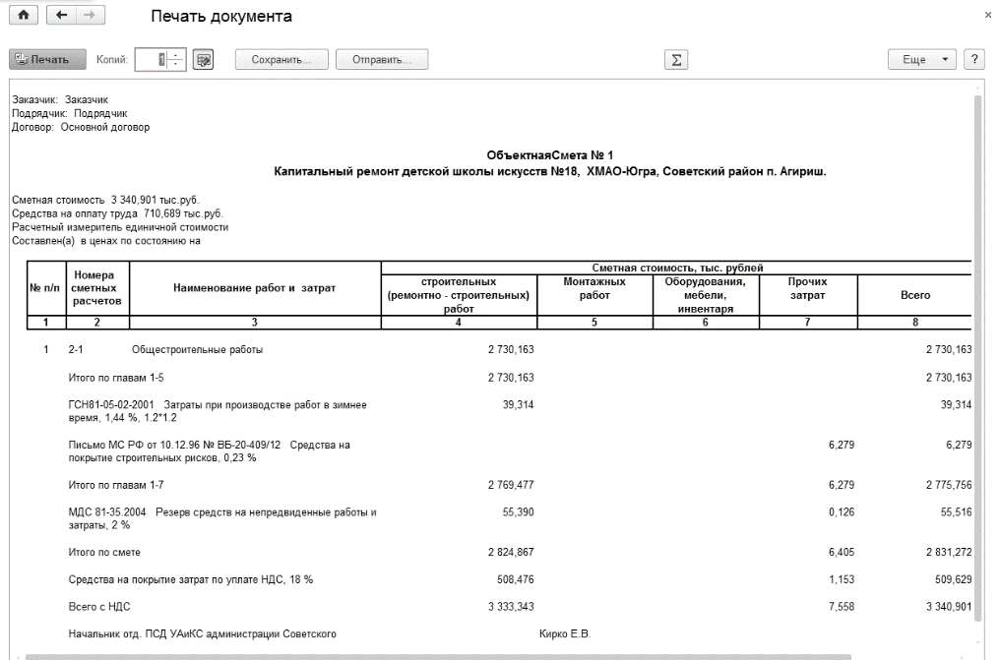 Печать документа
Печать Копий: 1 Сохранить... Отправить... Σ Еще ?
Заказчик: Заказчик
Подрядчик: Подрядчик
Договор: Основной договор
ОбъектнаяСмета № 1
Капитальный ремонт детской школы искусств №18, ХМАО-Югра, Советский район п. Агириш.
Сметная стоимость 3 340,901 тыс.руб.
Средства на оплату труда 710,689 тыс.руб.
Расчетный измеритель единичной стоимости
Составлен(а) в ценах по состоянию на
№ п/п
Номера
сметных
расчетов
Наименование работ и затрат
Сметная стоимость, тыс. рублей
строительных
(ремонтно - строительных)
работ
Монтажных
работ
Оборудования,
мебели,
инвентаря
Прочих
затрат
Всего
1 2 3 4 5 6 7 8
1 2-1 Общестроительные работы 2 730,163 2 730,163
Итого по главам 1-5 2 730,163 2 730,163
ГСН81-05-02-2001 Затраты при производстве работ в зимнее 39,314 39,314
время, 1,44 %, 1.2*1.2
Письмо МС РФ от 10.12.96 № ВБ-20-409/12 Средства на 6,279 6,279
покрытие строительных рисков, 0,23 %
Итого по главам 1-7 2 769,477 6,279 2 775,756
МДС 81-35.2004 Резерв средств на непредвиденные работы и 55,390 0,126 55,516
затраты, 2 %
Итого по смете 2 824,867 6,405 2 831,272
Средства на покрытие затрат по уплате НДС, 18 % 508,476 1,153 509,629
Всего с НДС 3 333,343 7,558 3 340,901
Начальник отд. ПСД УАиКС администрации Советского Кирко Е.В.